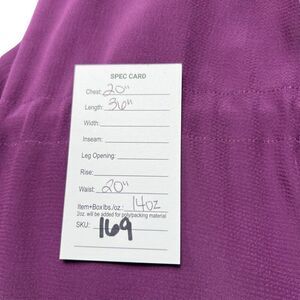 SPEC CARD
Chest: 20"
Length: 36"
Width:
Inseam:
Leg Opening:
Rise:
Waist: 20"
Item+Box lbs./oz.: 14oz
2oz. will be added for poly/packing material
SKU: 169